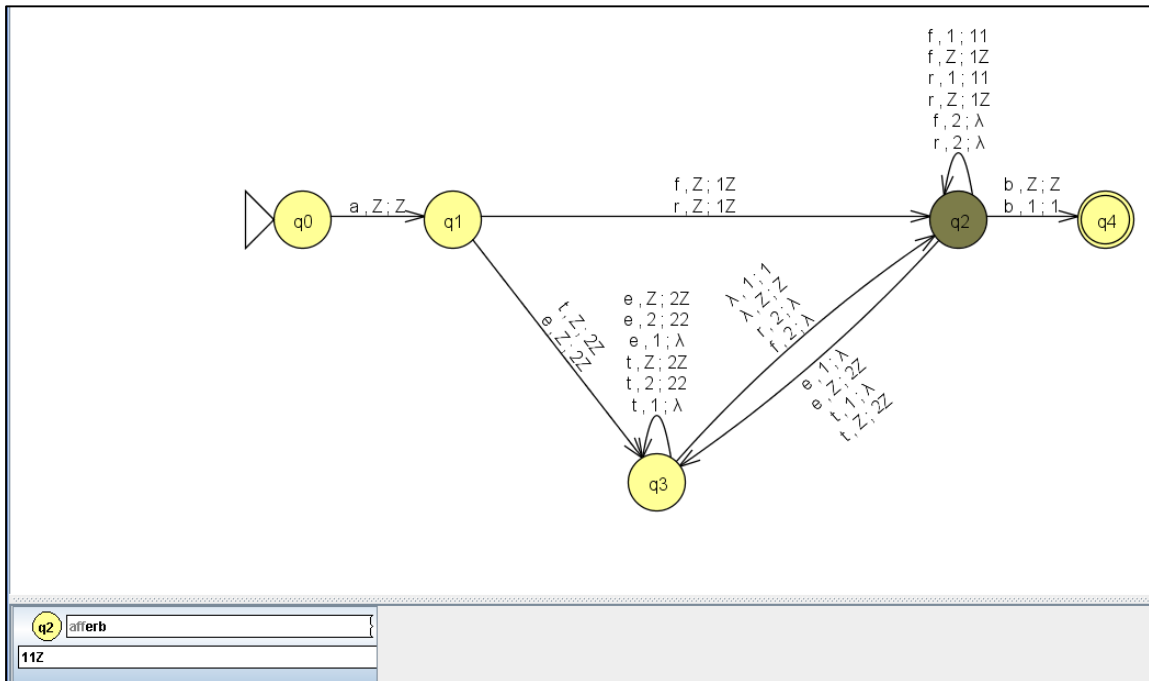 f , 1 ; 11
f , Z ; 1Z
r , 1 ; 11
r , Z ; 1Z
f , 2 ; λ
r , 2 ; λ
q0
a , Z ; Z
q1
f , Z ; 1Z
r , Z ; 1Z
q2
b , Z ; Z
b , 1 ; 1
q4
t , Z ; 2Z
e , Z ; 2Z
e , Z ; 2Z
e , 2 ; 22
e , 1 ; λ
t , Z ; 2Z
t , 2 ; 22
t , 1 ; λ
λ , 1 ; 1
λ , Z ; Z
r , 2 ; λ
f , 2 ; λ
e , 1 ; λ
e , Z ; 2Z
t , 1 ; λ
t , Z ; 2Z
q3
q2 afferb
11Z